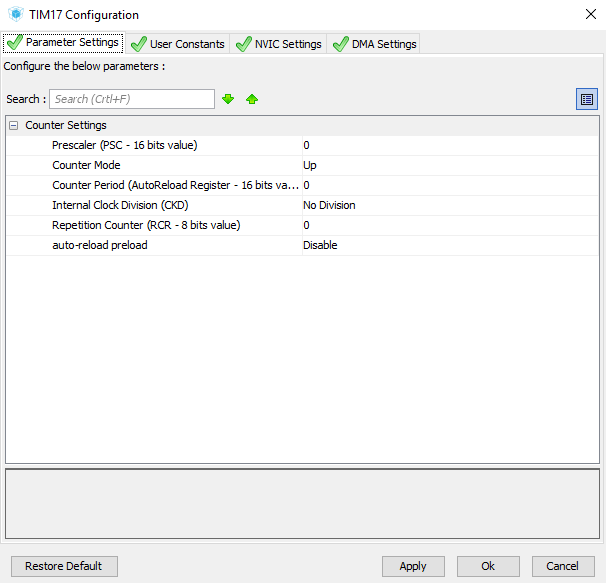 TIM17 Configuration
Parameter Settings User Constants NVIC Settings DMA Settings
Configure the below parameters :
Search : Search (Crtl+F)
Counter Settings
Prescaler (PSC - 16 bits value) 0
Counter Mode Up
Counter Period (AutoReload Register - 16 bits va... 0
Internal Clock Division (CKD) No Division
Repetition Counter (RCR - 8 bits value) 0
auto-reload preload Disable
Restore Default Apply Ok Cancel